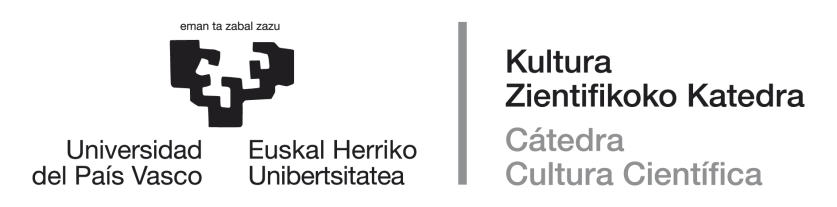 eman ta zabal zazu
Universidad
del País Vasco
Euskal Herriko
Unibertsitatea
Kultura
Zientifikoko Katedra
Cátedra
Cultura Científica